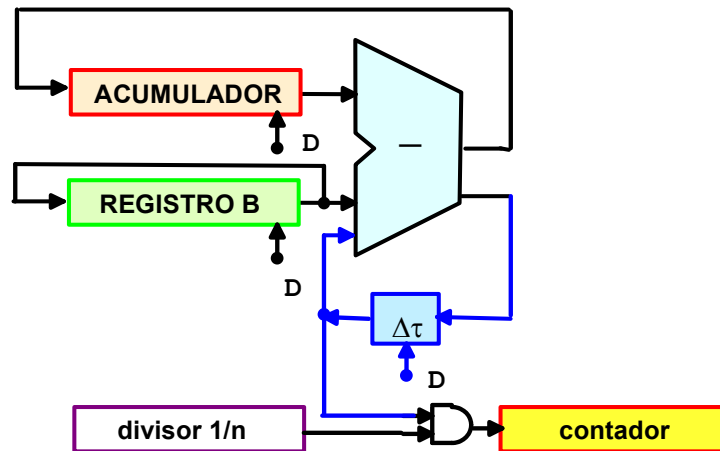 ACUMULADOR
D
—
REGISTRO B
D
Δτ
D
divisor 1/n
contador